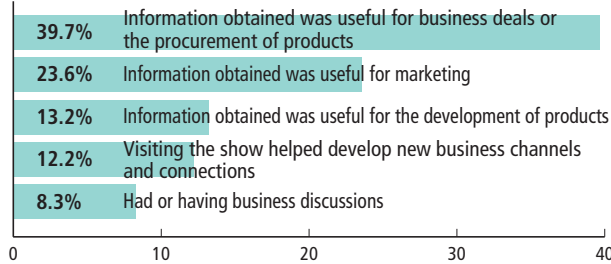 39.7% Information obtained was useful for business deals or
the procurement of products
23.6% Information obtained was useful for marketing
13.2% Information obtained was useful for the development of products
12.2% Visiting the show helped develop new business channels
and connections
8.3% Had or having business discussions
0 10 20 30 40